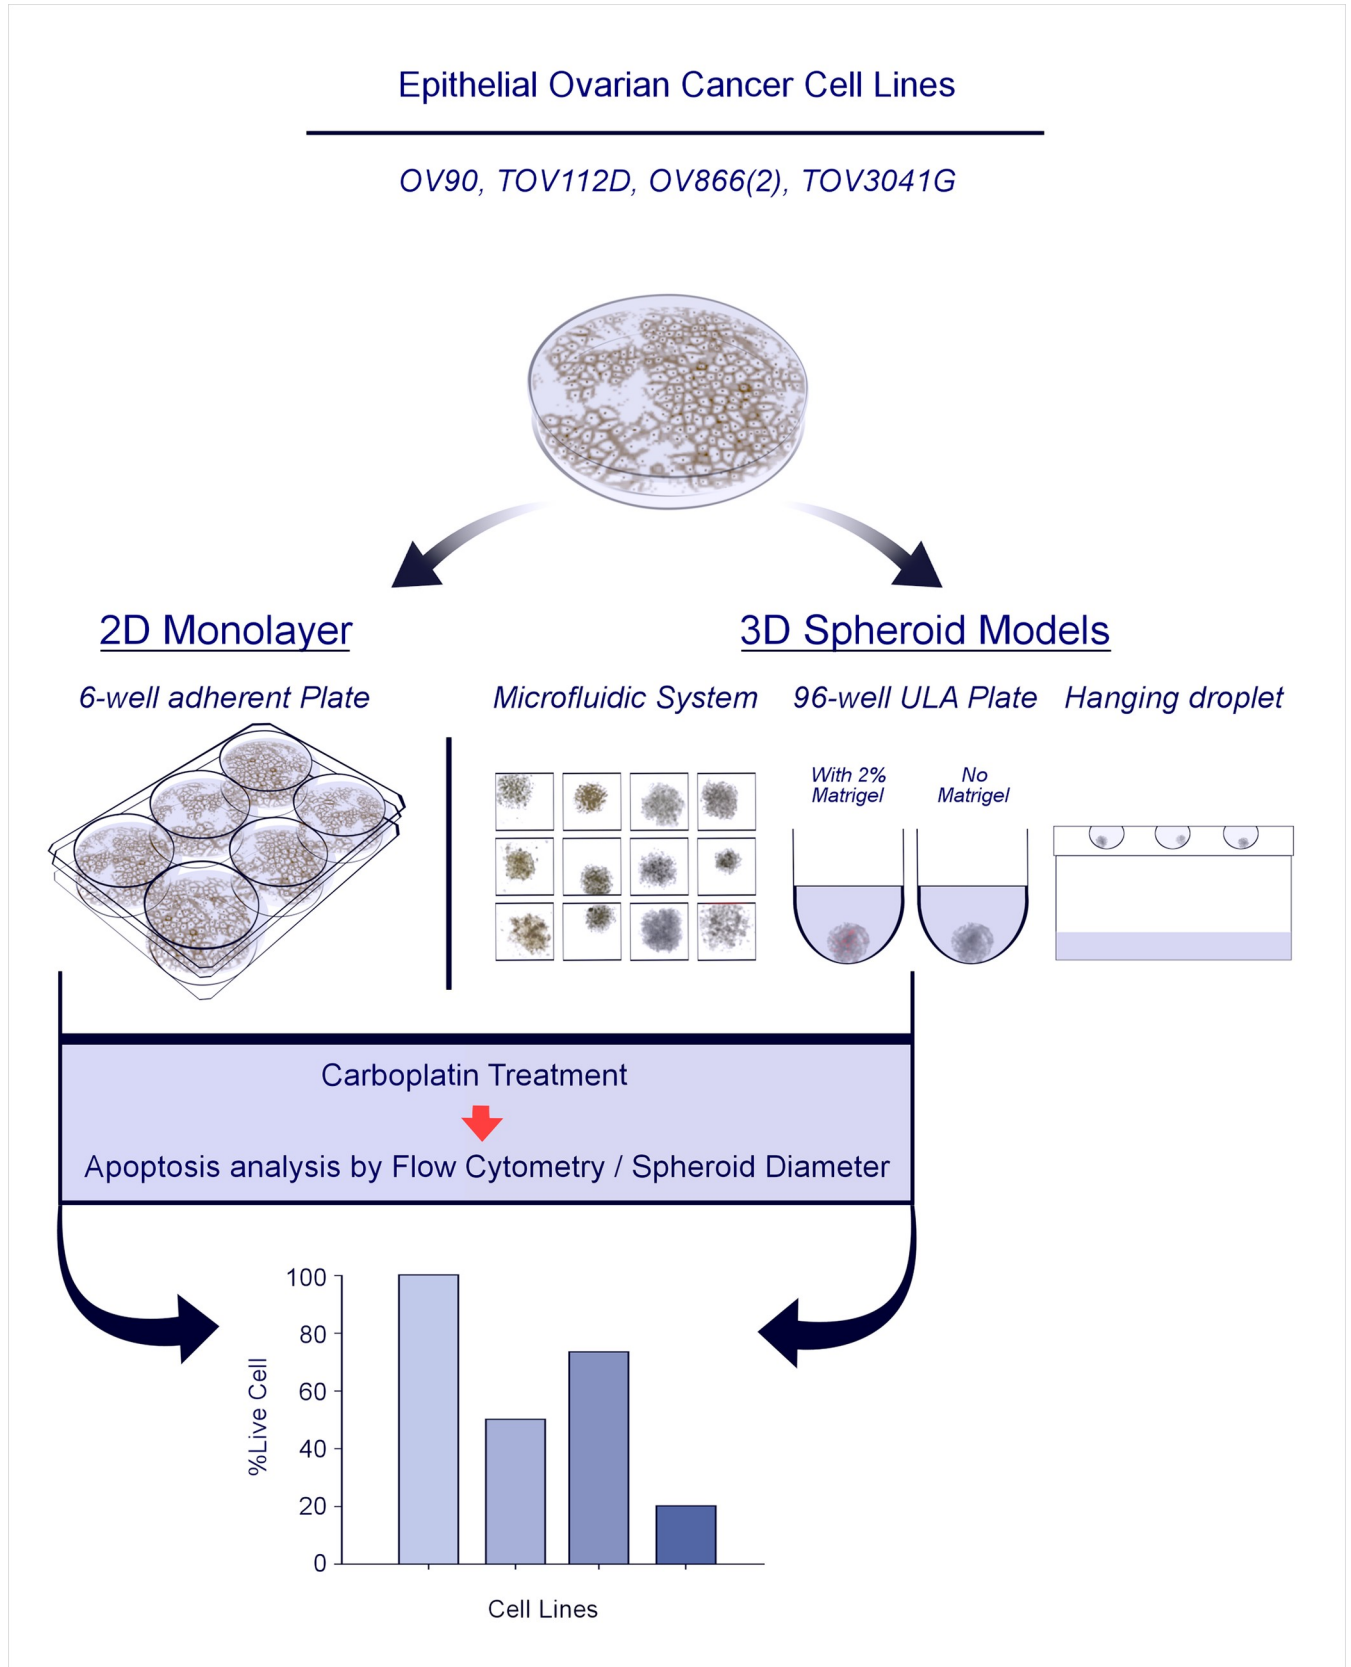 Epithelial Ovarian Cancer Cell Lines
OV90, TOV112D, OV866(2), TOV3041G
2D Monolayer
3D Spheroid Models
6-well adherent Plate
Microfluidic System
96-well ULA Plate
Hanging droplet
With 2%
Matrigel
No
Matrigel
Carboplatin Treatment
Apoptosis analysis by Flow Cytometry / Spheroid Diameter
%Live Cell
100
80
60
40
20
0
Cell Lines